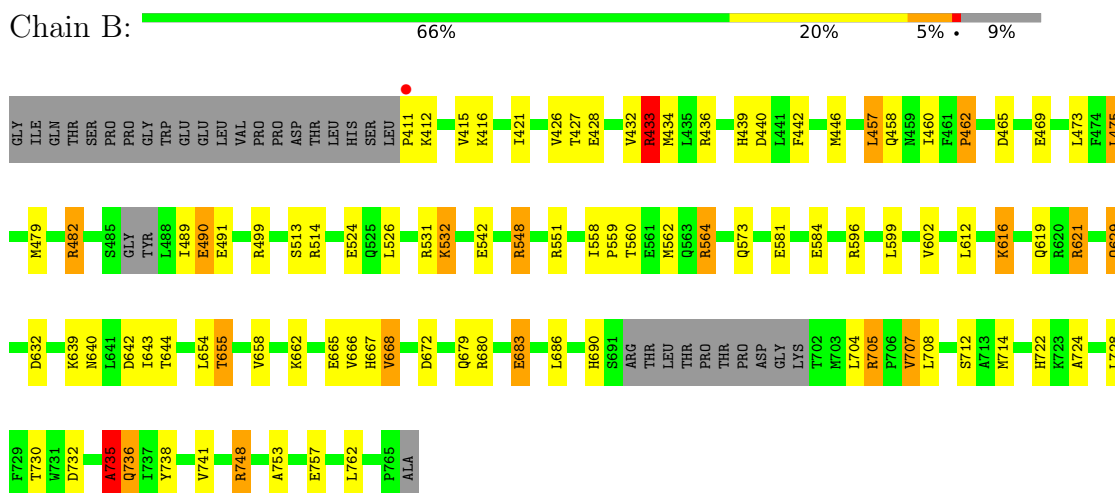 Chain B:
66% 20% 5% • 9%
GLY ILE GLN THR SER PRO PRO GLY TRP GLU GLU LEU VAL PRO PRO ASP THR LEU HIS SER LEU P411 K412 V415 K416 I421 V426 T427 E428 V432 R433 M434 L435 R436 H439 D440 L441 F442 M446 L457 Q458 N459 I460 F461 P462 D465 E469 L473 F474 L475
M479 R482 S485 GLY TYR L488 I489 E490 E491 R499 S513 R514 E524 Q525 L526 R531 K532 E542 R548 R551 I558 P559 T560 E561 M562 Q563 R564 Q573 E581 E584 R596 L599 V602 L612 K616 Q619 R620 R621 Q629
D632 K639 N640 L641 D642 I643 T644 L654 T655 V658 K662 E665 V666 H667 V668 D672 Q679 R680 E683 L686 H690 S691 ARG THR LEU THR PRO THR PRO ASP GLY LYS T702 M703 L704 R705 P706 V707 L708 S712 A713 M714 H722 K723 A724 L728
F729 T730 W731 D732 A735 Q736 I737 Y738 V741 R748 A753 E757 L762 P765 ALA